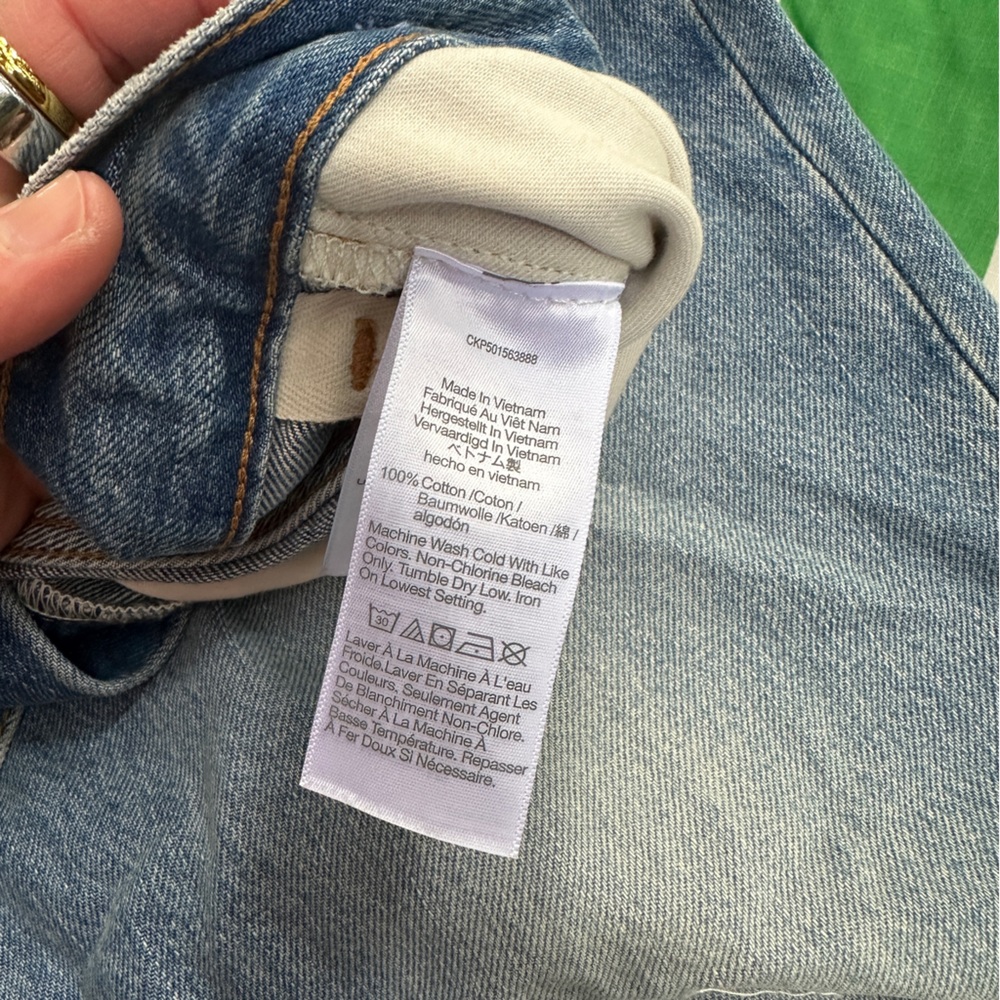 CKP501563888
Made In Vietnam
Fabriqué Au Viêt Nam
Hergestellt In Vietnam
Vervaardigd In Vietnam
ベトナム製
hecho en vietnam
100% Cotton /Coton /
Baumwolle /Katoen /綿 /
algodón
Machine Wash Cold With Like
Colors. Non-Chlorine Bleach
Only. Tumble Dry Low. Iron
On Lowest Setting.
30
Laver À La Machine À L'eau
Froide.Laver En Séparant Les
Couleurs, Seulement Agent
De Blanchiment Non-Chlore.
Sécher À La Machine À
Basse Température. Repasser
À Fer Doux Si Nécessaire.